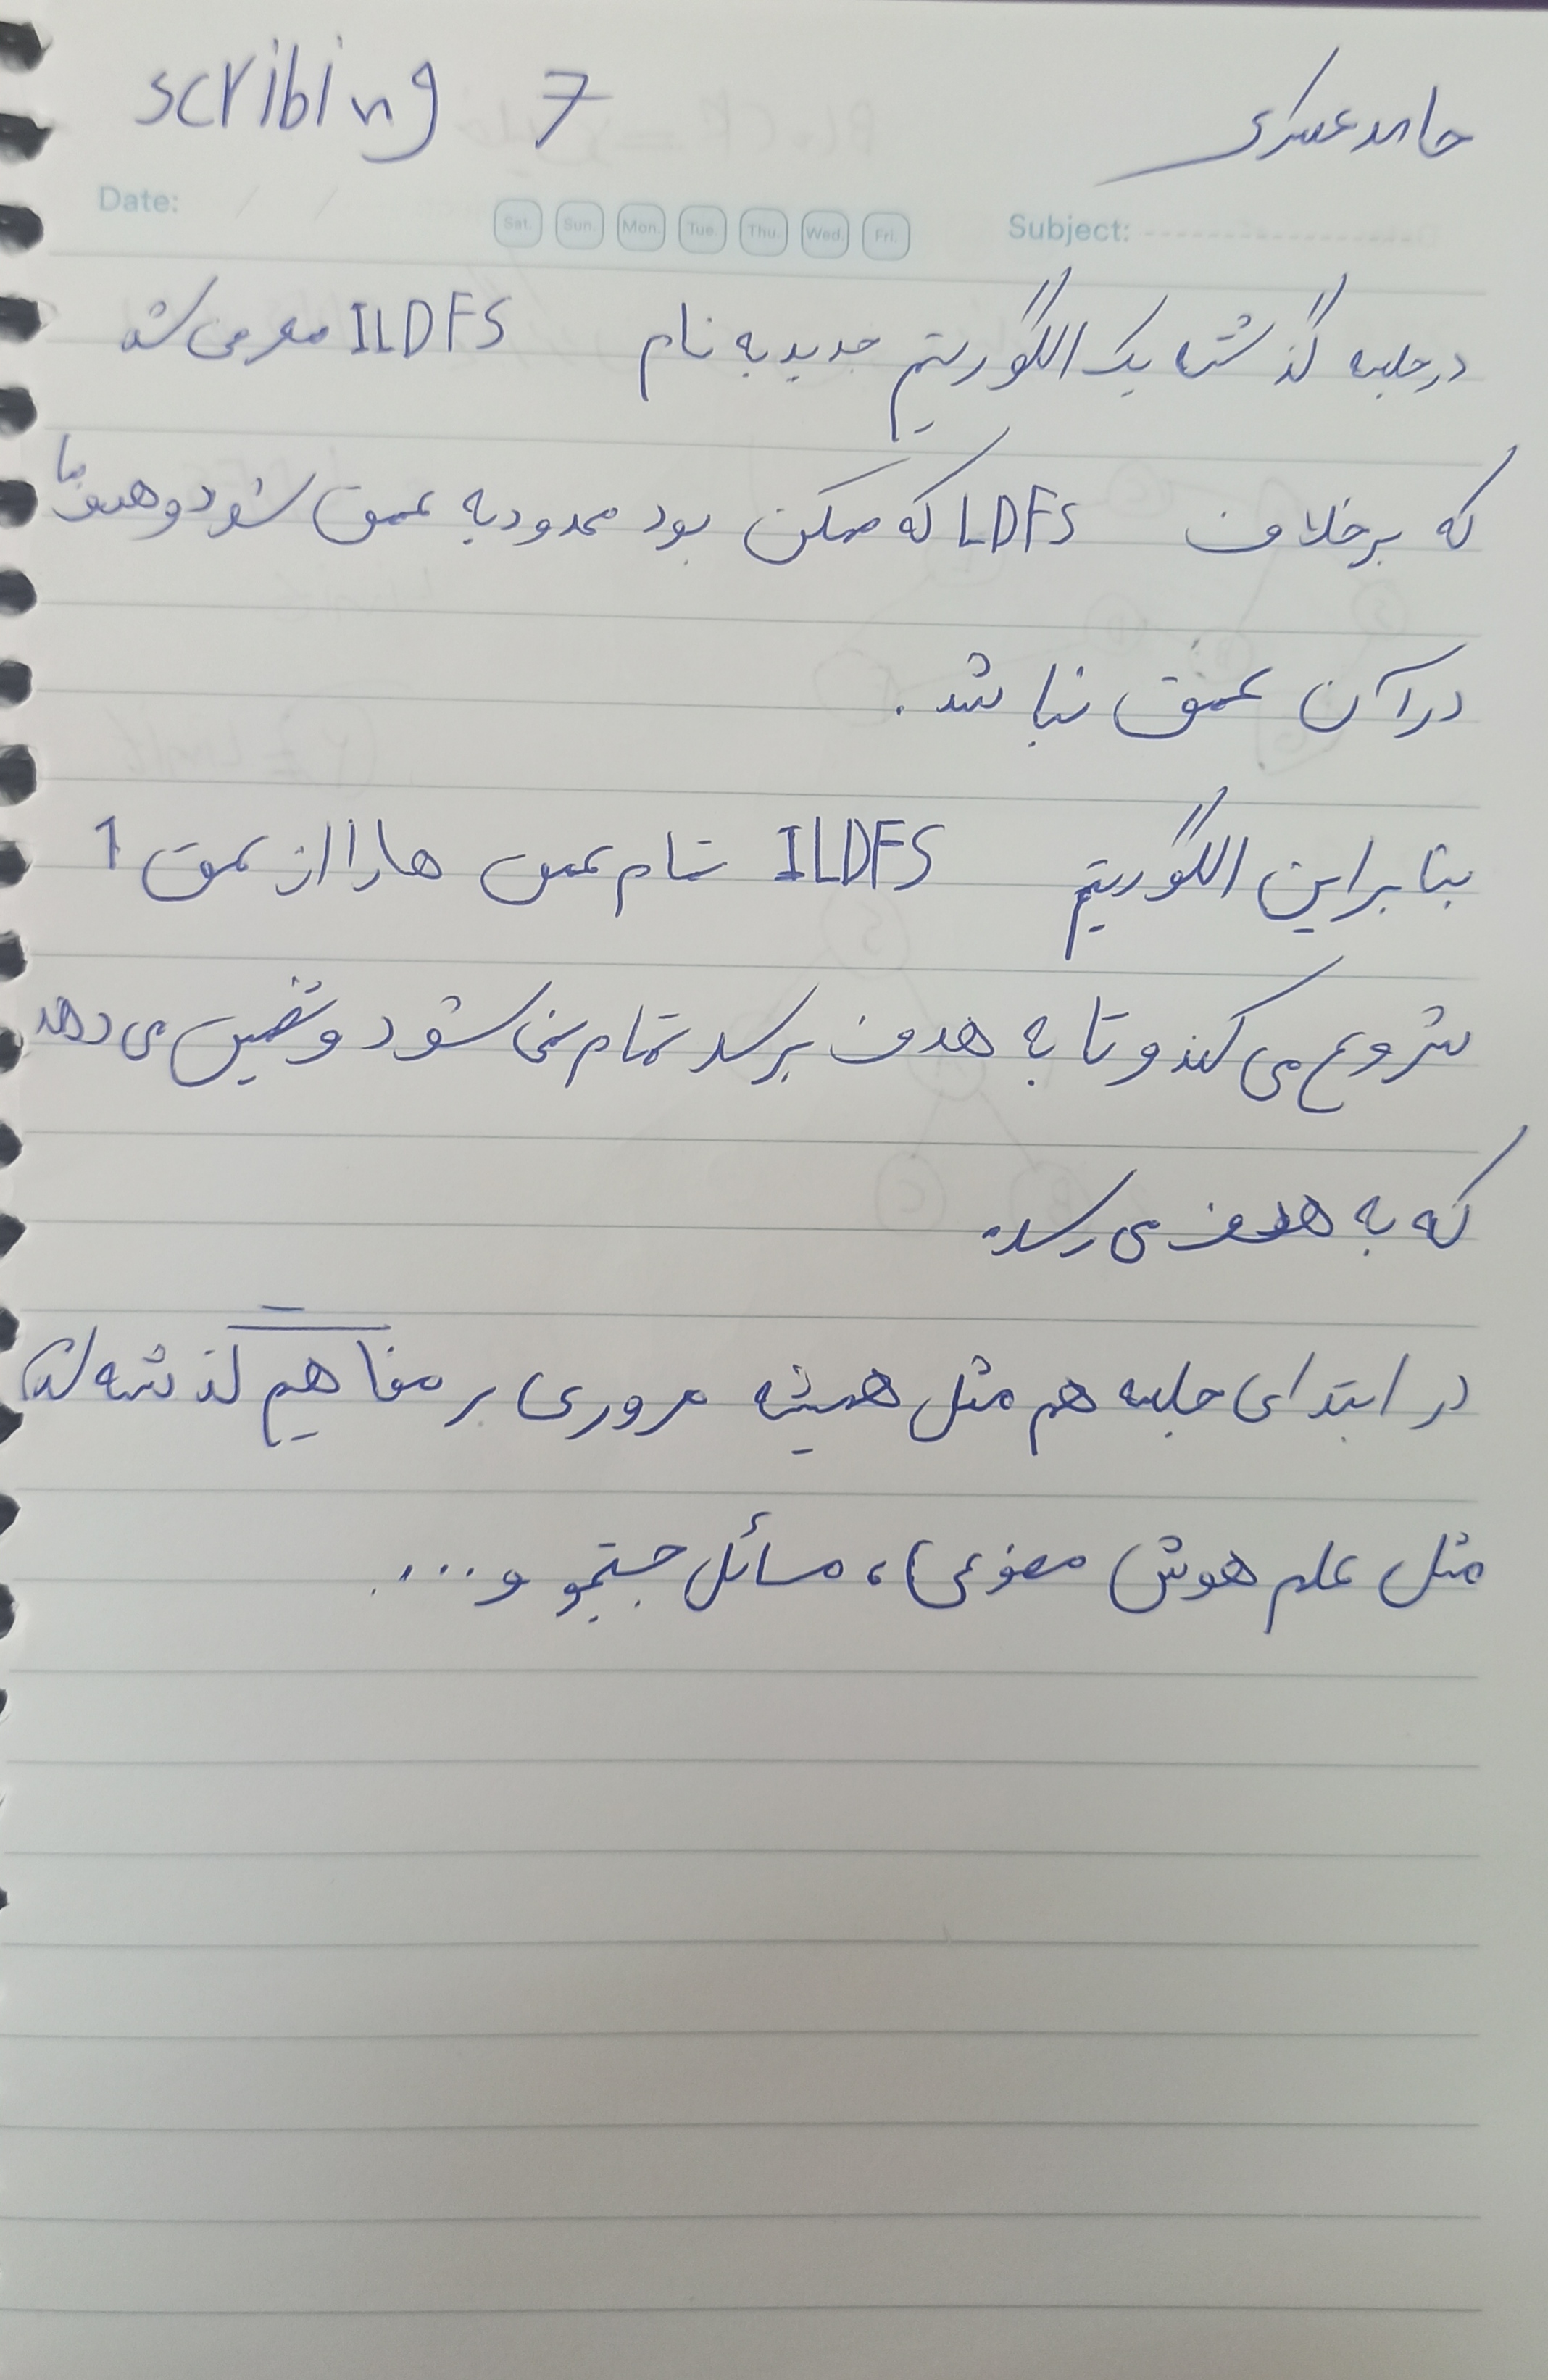 scribing 7
حامد عسکری
Date: / /
Sat. Sun. Mon. Tue. Thu. Wed. Fri.
Subject:
در جلسه گذشته یک الگوریتم جدید به نام ILDFS معرفی شد
که برخلاف LDFS که ممکن بود محدود به عمق شود و هدف ما
در آن عمق نباشد.
بنابراین الگوریتم ILDFS تمام عمق ها را از عمق 1
شروع می کند و تا به هدف برسد تمام نمی شود و تضمین می دهد
که به هدف می رسد.
در ابتدای جلسه هم مثل همیشه مروری بر مفاهیم گذشته
مثل علم هوش مصنوعی، مسائل جستجو و ....